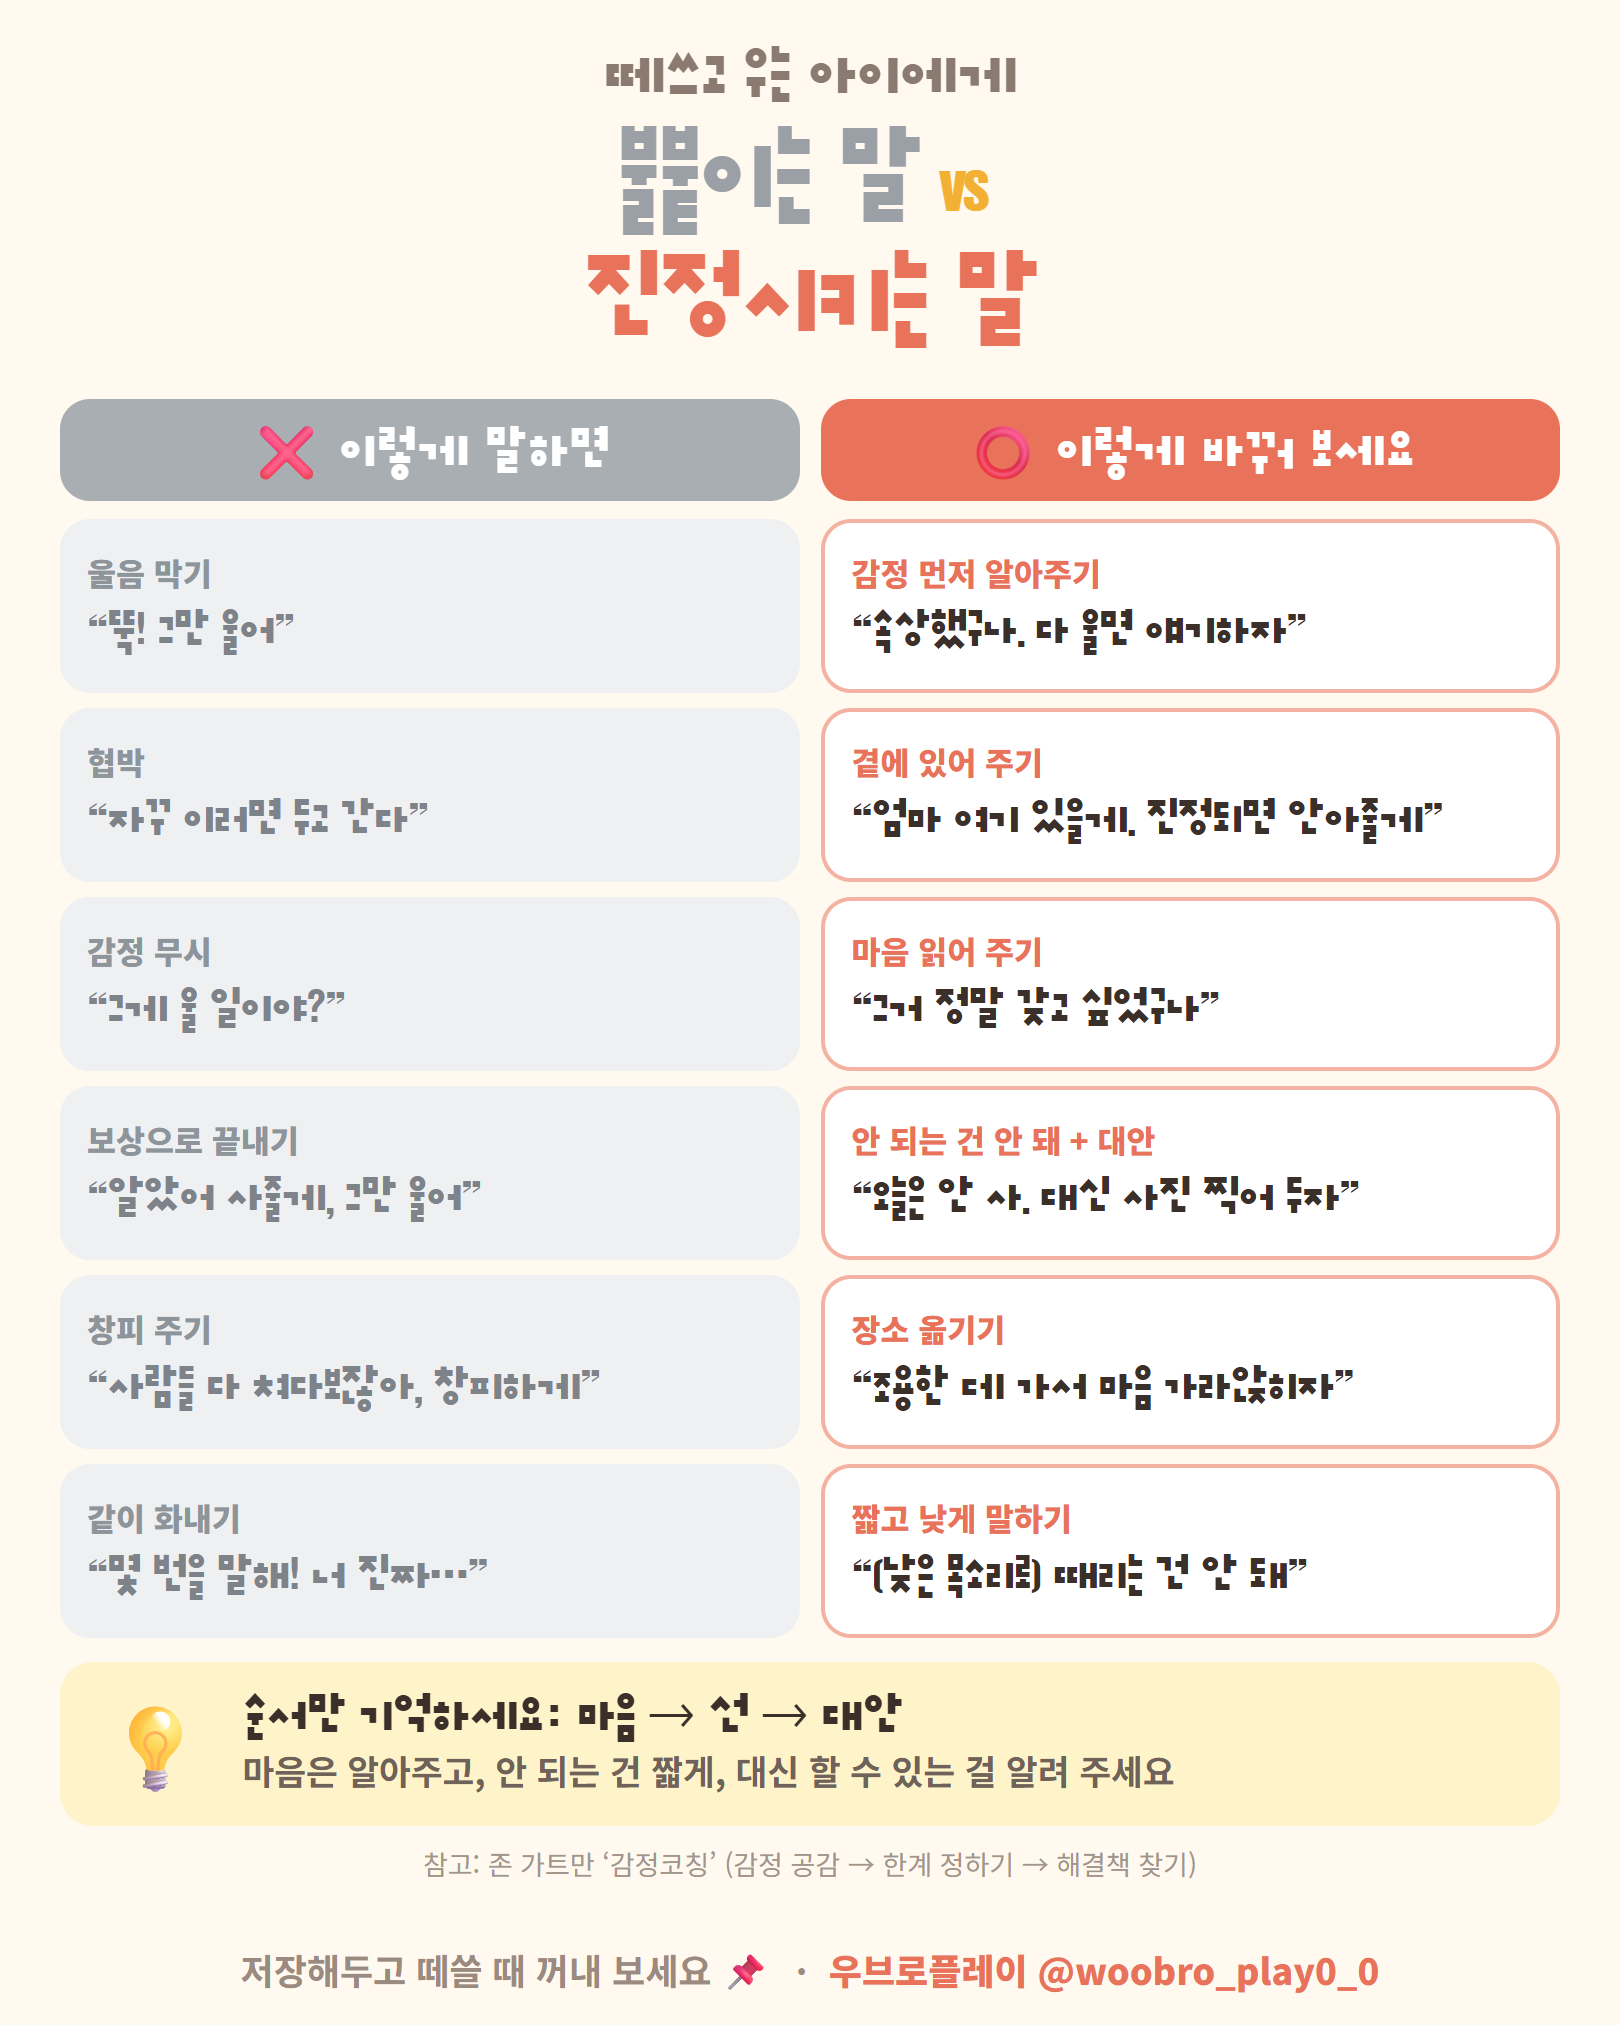 떼쓰고 우는 아이에게
뿚이는 말 vs
진정시키는 말
❌ 이렇게 말하면
⭕ 이렇게 바꾸어 보세요
울음 막기
“뚝! 그만 울어”
감정 먼저 알아주기
“속상했구나. 다 울면 얘기하자”
협박
“자꾸 이러면 두고 간다”
곁에 있어 주기
“엄마 여기 있을게. 진정되면 안아줄게”
감정 무시
“그게 울 일이야?”
마음 읽어 주기
“그거 정말 갖고 싶었구나”
보상으로 끝내기
“알았어 사줄게, 그만 울어”
안 되는 건 안 돼 + 대안
“오늘은 안 사. 대신 사진 찍어 두자”
창피 주기
“사람들 다 쳐다보잖아, 창피하게”
장소 옮기기
“조용한 데 가서 마음 가라앉히자”
같이 화내기
“몇 번을 말해! 너 진짜…”
짧고 낮게 말하기
“(낮은 목소리로) 때리는 건 안 돼”
💡 순서만 기억하세요: 마음 → 선 → 대안
마음은 알아주고, 안 되는 건 짧게, 대신 할 수 있는 걸 알려 주세요
참고: 존 가트만 ‘감정코칭’ (감정 공감 → 한계 정하기 → 해결책 찾기)
저장해두고 떼쓸 때 꺼내 보세요 📌 · 우브로플레이 @woobro_play0_0